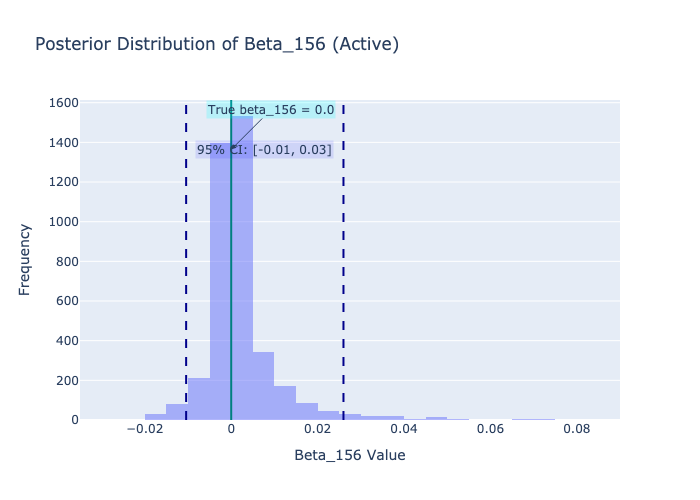 Posterior Distribution of Beta_156 (Active)
True beta_156 = 0.0
95% CI: [-0.01, 0.03]
1600
1400
1200
1000
800
600
400
200
0
Frequency
−0.02 0 0.02 0.04 0.06 0.08
Beta_156 Value